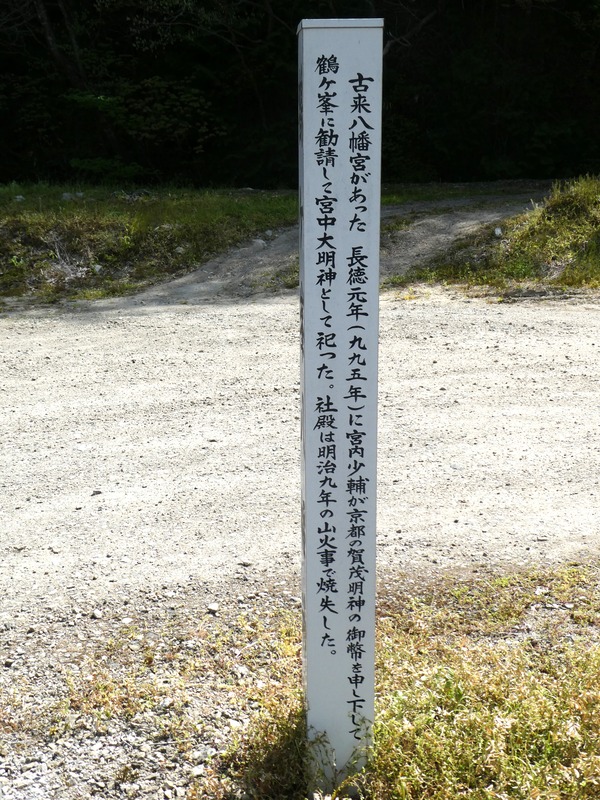 古来八幡宮があった 長徳元年(九九五年)に宮内少輔が京都の賀茂明神の御幣を申し下して
鶴ケ峯に勧請して宮中大明神として祀つた。社殿は明治九年の山火事で焼失した。